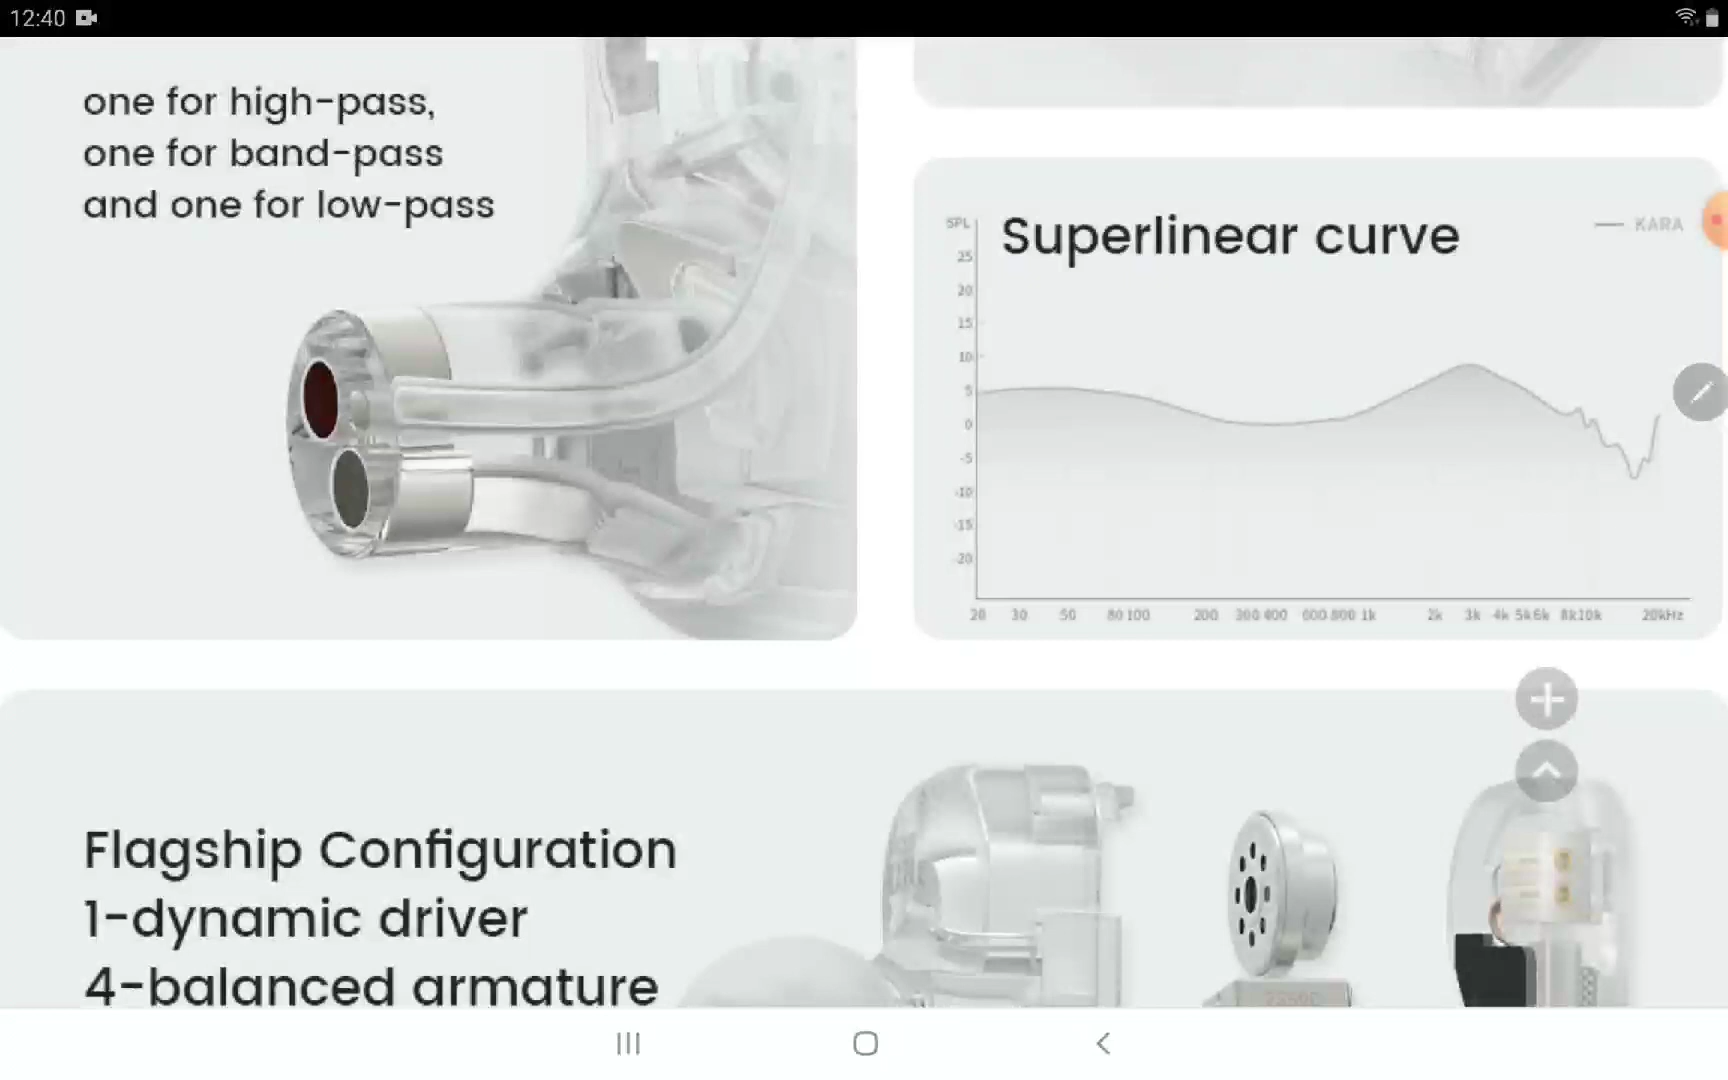 12:40
one for high-pass,
one for band-pass
and one for low-pass
Superlinear curve
KARA
SPL
25
20
15
10
5
0
-5
-10
-15
-20
20 30 50 80 100 200 300 400 600 800 1k 2k 3k 4k 5k 6k 8k 10k 20kHz
Flagship Configuration
1-dynamic driver
4-balanced armature